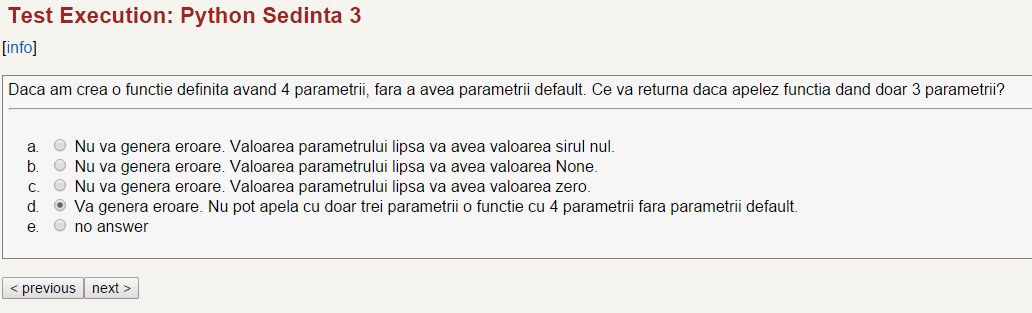 Test Execution: Python Sedinta 3
[info]
Daca am crea o functie definita avand 4 parametrii, fara a avea parametrii default. Ce va returna daca apelez functia dand doar 3 parametrii?
a. Nu va genera eroare. Valoarea parametrului lipsa va avea valoarea sirul nul.
b. Nu va genera eroare. Valoarea parametrului lipsa va avea valoarea None.
c. Nu va genera eroare. Valoarea parametrului lipsa va avea valoarea zero.
d. Va genera eroare. Nu pot apela cu doar trei parametrii o functie cu 4 parametrii fara parametrii default.
e. no answer
< previous next >